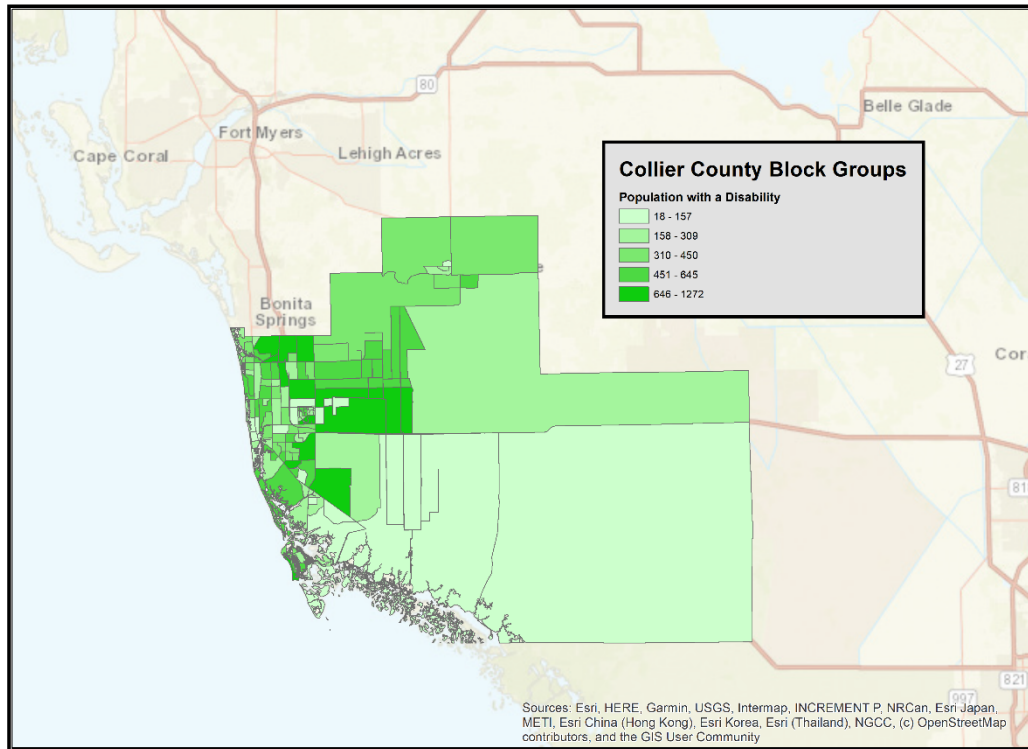 80
Belle Glade
Fort Myers
Cape Coral
Lehigh Acres
Collier County Block Groups
Population with a Disability
18 - 157
158 - 309
310 - 450
451 - 645
646 - 1272
Bonita
Springs
27
821
997
Sources: Esri, HERE, Garmin, USGS, Intermap, INCREMENT P, NRCan, Esri Japan,
METI, Esri China (Hong Kong), Esri Korea, Esri (Thailand), NGCC, (c) OpenStreetMap
contributors, and the GIS User Community